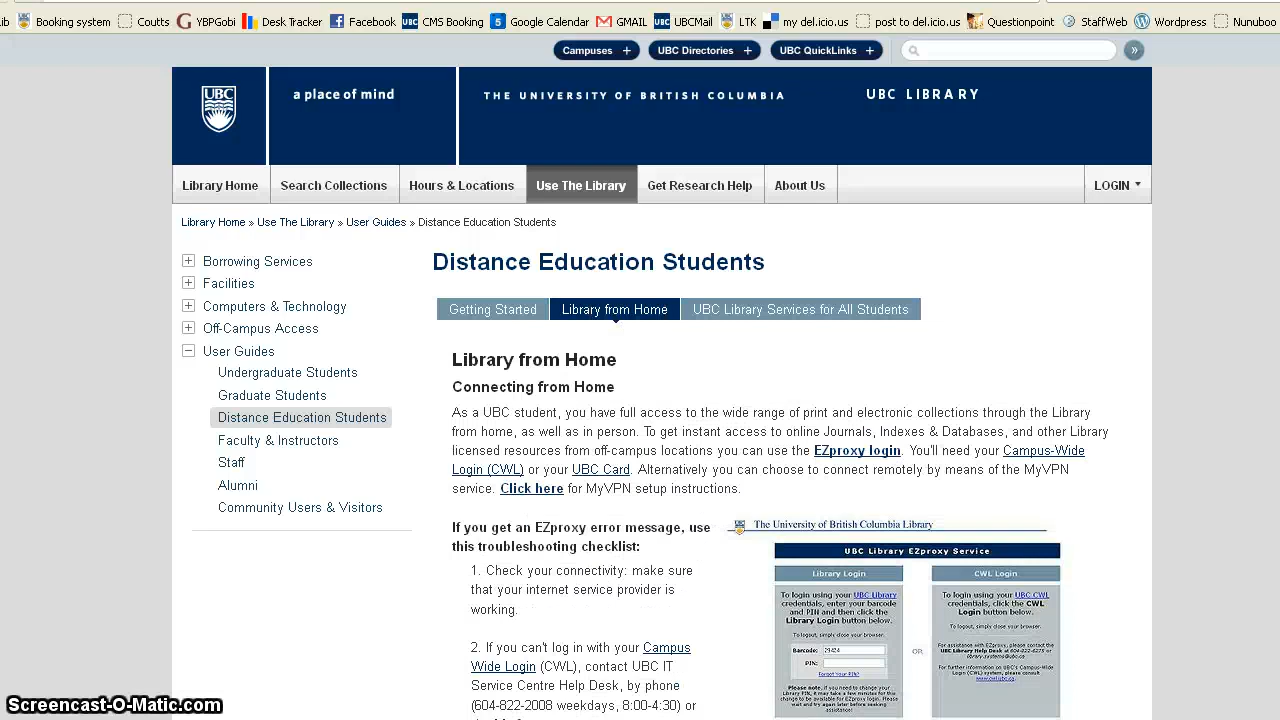 ib Booking system Coutts YBPGobi Desk Tracker Facebook CMS Booking Google Calendar GMAIL UBCMail LTK my del.icio.us post to del.icio.us Questionpoint StaffWeb Wordpress Nunuboo
Campuses + UBC Directories + UBC QuickLinks + »
UBC a place of mind THE UNIVERSITY OF BRITISH COLUMBIA UBC LIBRARY
Library Home Search Collections Hours & Locations Use The Library Get Research Help About Us LOGIN
Library Home » Use The Library » User Guides » Distance Education Students
Borrowing Services
Facilities
Computers & Technology
Off-Campus Access
User Guides
Undergraduate Students
Graduate Students
Distance Education Students
Faculty & Instructors
Staff
Alumni
Community Users & Visitors
Distance Education Students
Getting Started Library from Home UBC Library Services for All Students
Library from Home
Connecting from Home
As a UBC student, you have full access to the wide range of print and electronic collections through the Library
from home, as well as in person. To get instant access to online Journals, Indexes & Databases, and other Library
licensed resources from off-campus locations you can use the EZproxy login. You'll need your Campus-Wide
Login (CWL) or your UBC Card. Alternatively you can choose to connect remotely by means of the MyVPN
service. Click here for MyVPN setup instructions.
If you get an EZproxy error message, use
this troubleshooting checklist:
1. Check your connectivity: make sure
that your internet service provider is
working.
2. If you can't log in with your Campus
Wide Login (CWL), contact UBC IT
Service Centre Help Desk, by phone
(604-822-2008 weekdays, 8:00-4:30) or
The University of British Columbia Library
UBC Library EZproxy Service
Library Login
To login using your UBC Library
credentials, enter your barcode
and PIN and then click the
Library Login button below.
To logout, simply close your browser.
Barcode: 29424
PIN:
Forgot Your PIN?
Please note, if you need to change your
Library PIN, it may take a few minutes for this
change to be available for EZproxy login. Please
wait and try again later before seeking
assistance!
OR
CWL Login
To login using your UBC CWL
credentials, click the CWL
Login button below.
To logout, simply close your browser.
For assistance with EZproxy, please contact the
UBC Library Help Desk at
For further information on UBC's Campus-Wide
Login (CWL) system, please consult
www.cwl.ubc.ca
Screencast-O-Matic.com